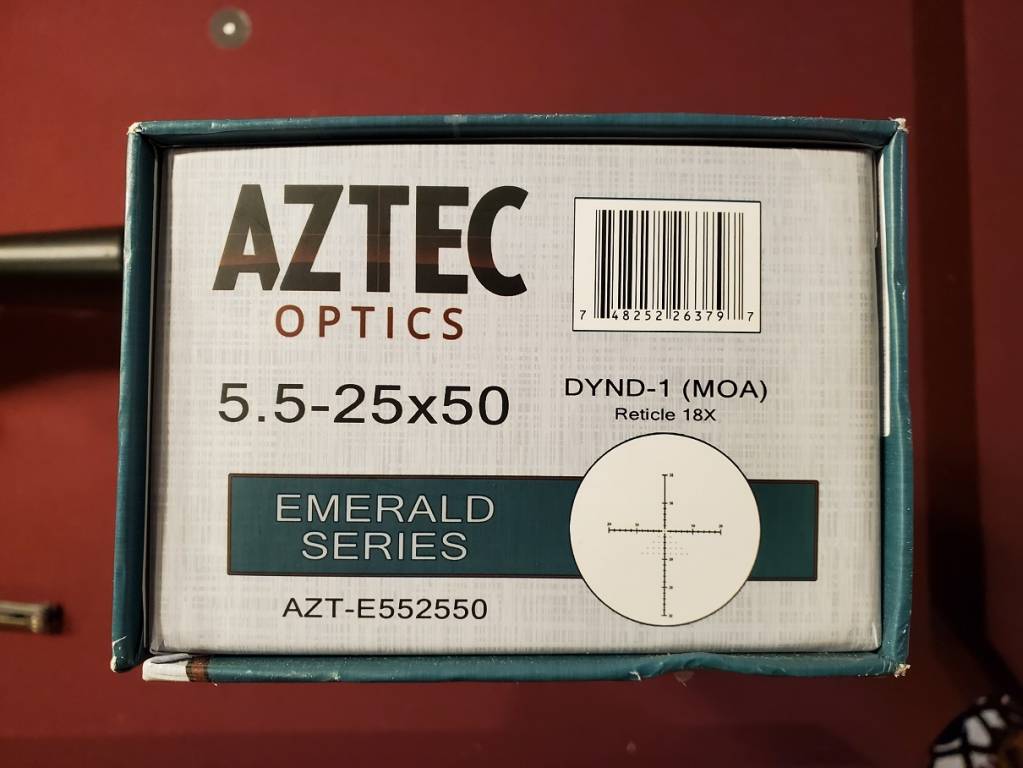 AZTEC
OPTICS
7 48252 26379 7
5.5-25x50
DYND-1 (MOA)
Reticle 18X
EMERALD
SERIES
AZT-E552550